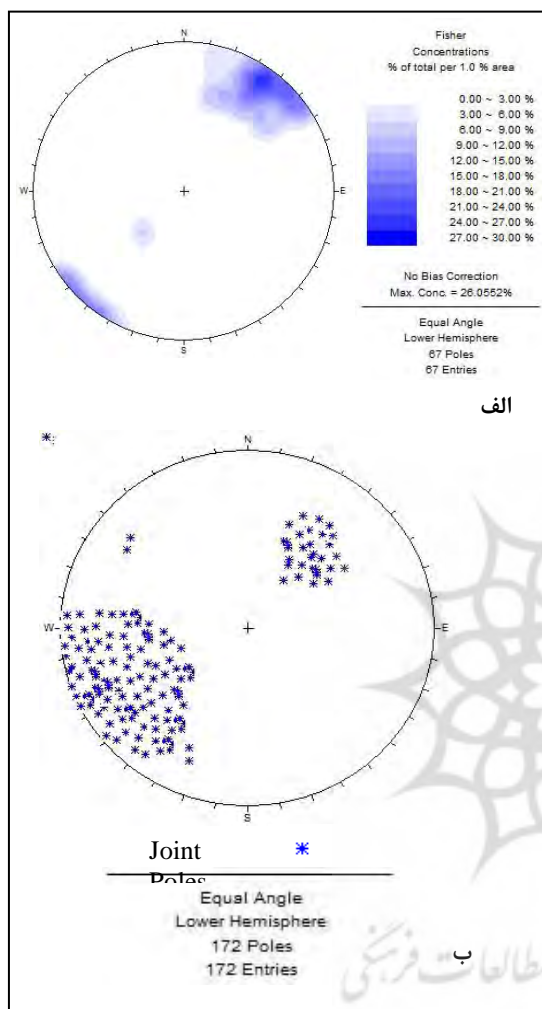 Fisher
Concentrations
% of total per 1.0 % area
N
W
E
S
0.00 ~ 3.00 %
3.00 ~ 6.00 %
6.00 ~ 9.00 %
9.00 ~ 12.00 %
12.00 ~ 15.00 %
15.00 ~ 18.00 %
18.00 ~ 21.00 %
21.00 ~ 24.00 %
24.00 ~ 27.00 %
27.00 ~ 30.00 %
No Bias Correction
Max. Conc. = 26.0552%
Equal Angle
Lower Hemisphere
67 Poles
67 Entries
الف
N
W
E
S
Joint
Poles
Equal Angle
Lower Hemisphere
172 Poles
172 Entries
ب
مطالعات فرهنگی